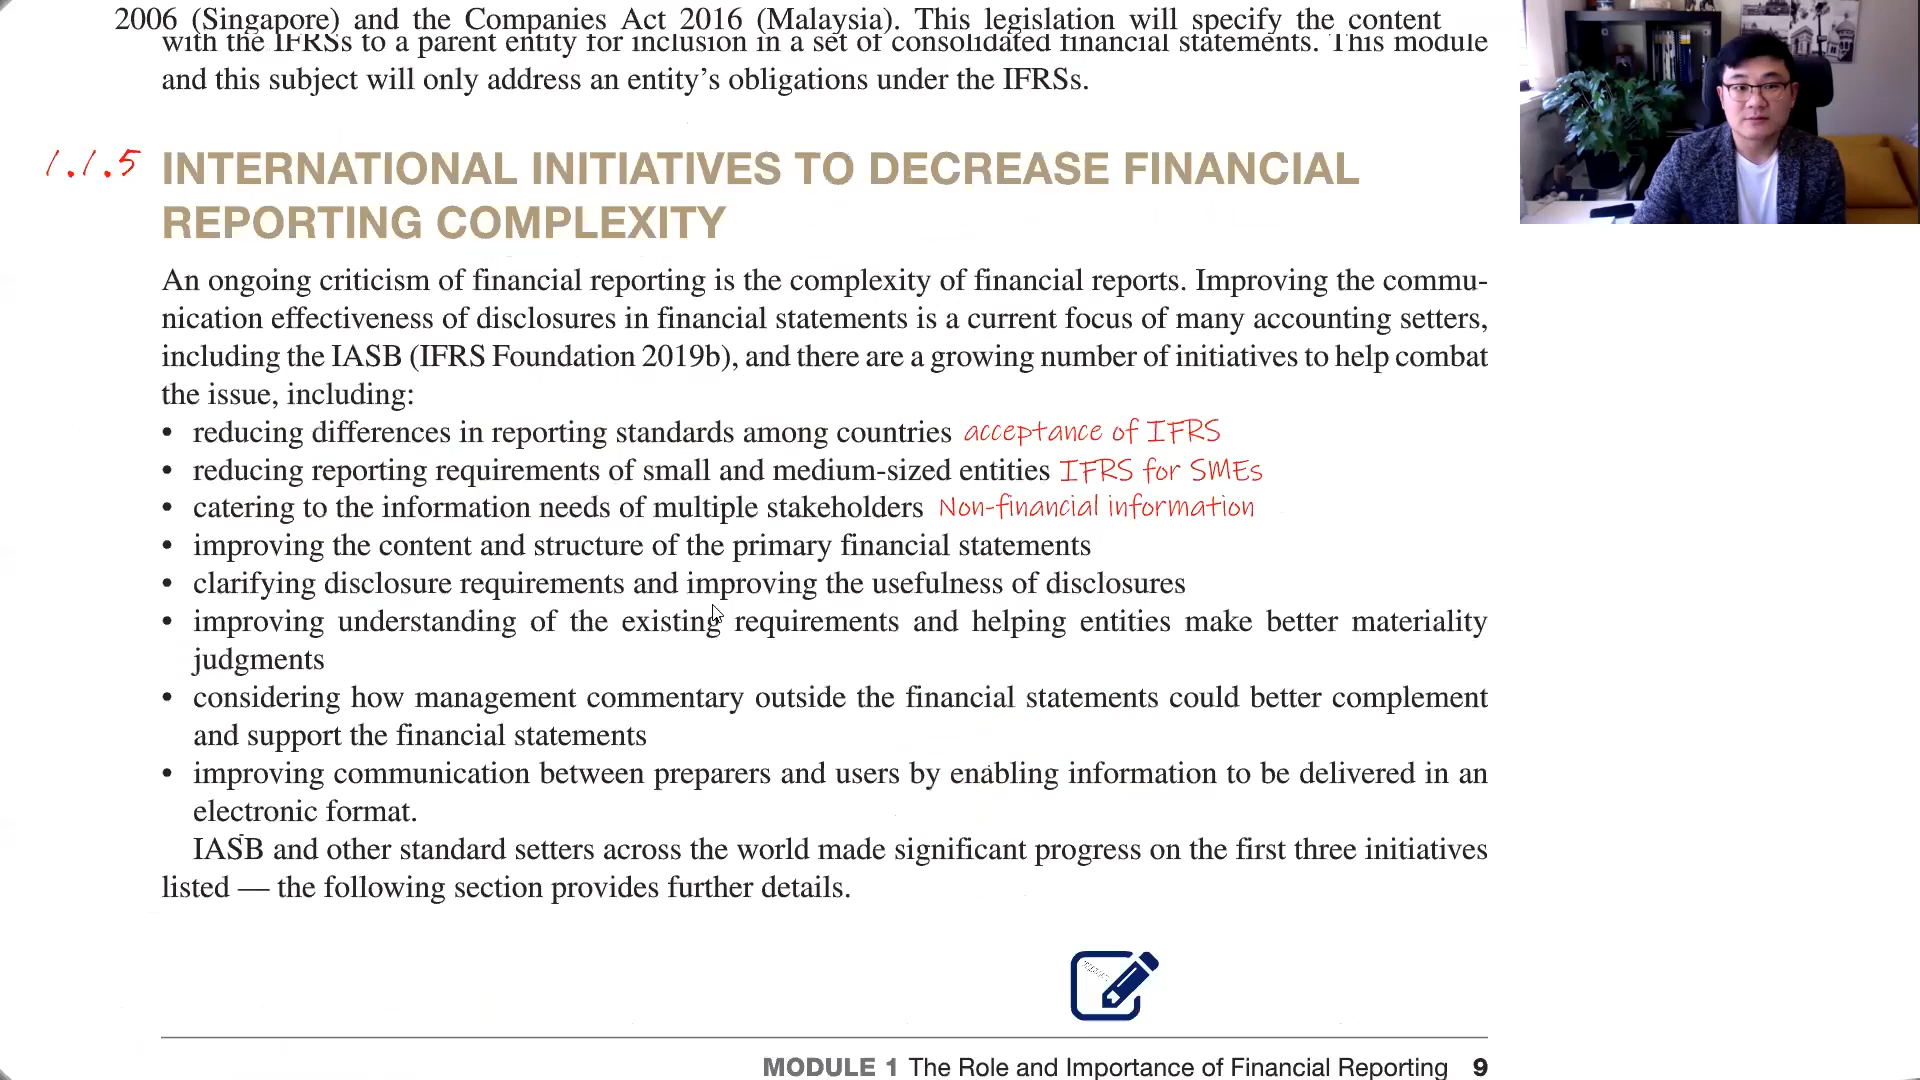 2006 (Singapore) and the Companies Act 2016 (Malaysia). This legislation will specify the content
with the IFRSs to a parent entity for inclusion in a set of consolidated financial statements. This module
and this subject will only address an entity's obligations under the IFRSs.
1.1.5 INTERNATIONAL INITIATIVES TO DECREASE FINANCIAL
REPORTING COMPLEXITY
An ongoing criticism of financial reporting is the complexity of financial reports. Improving the commu-
nication effectiveness of disclosures in financial statements is a current focus of many accounting setters,
including the IASB (IFRS Foundation 2019b), and there are a growing number of initiatives to help combat
the issue, including:
• reducing differences in reporting standards among countries acceptance of IFRS
• reducing reporting requirements of small and medium-sized entities IFRS for SMEs
• catering to the information needs of multiple stakeholders Non-financial information
• improving the content and structure of the primary financial statements
• clarifying disclosure requirements and improving the usefulness of disclosures
• improving understanding of the existing requirements and helping entities make better materiality
judgments
• considering how management commentary outside the financial statements could better complement
and support the financial statements
• improving communication between preparers and users by enabling information to be delivered in an
electronic format.
IASB and other standard setters across the world made significant progress on the first three initiatives
listed — the following section provides further details.
MODULE 1 The Role and Importance of Financial Reporting 9